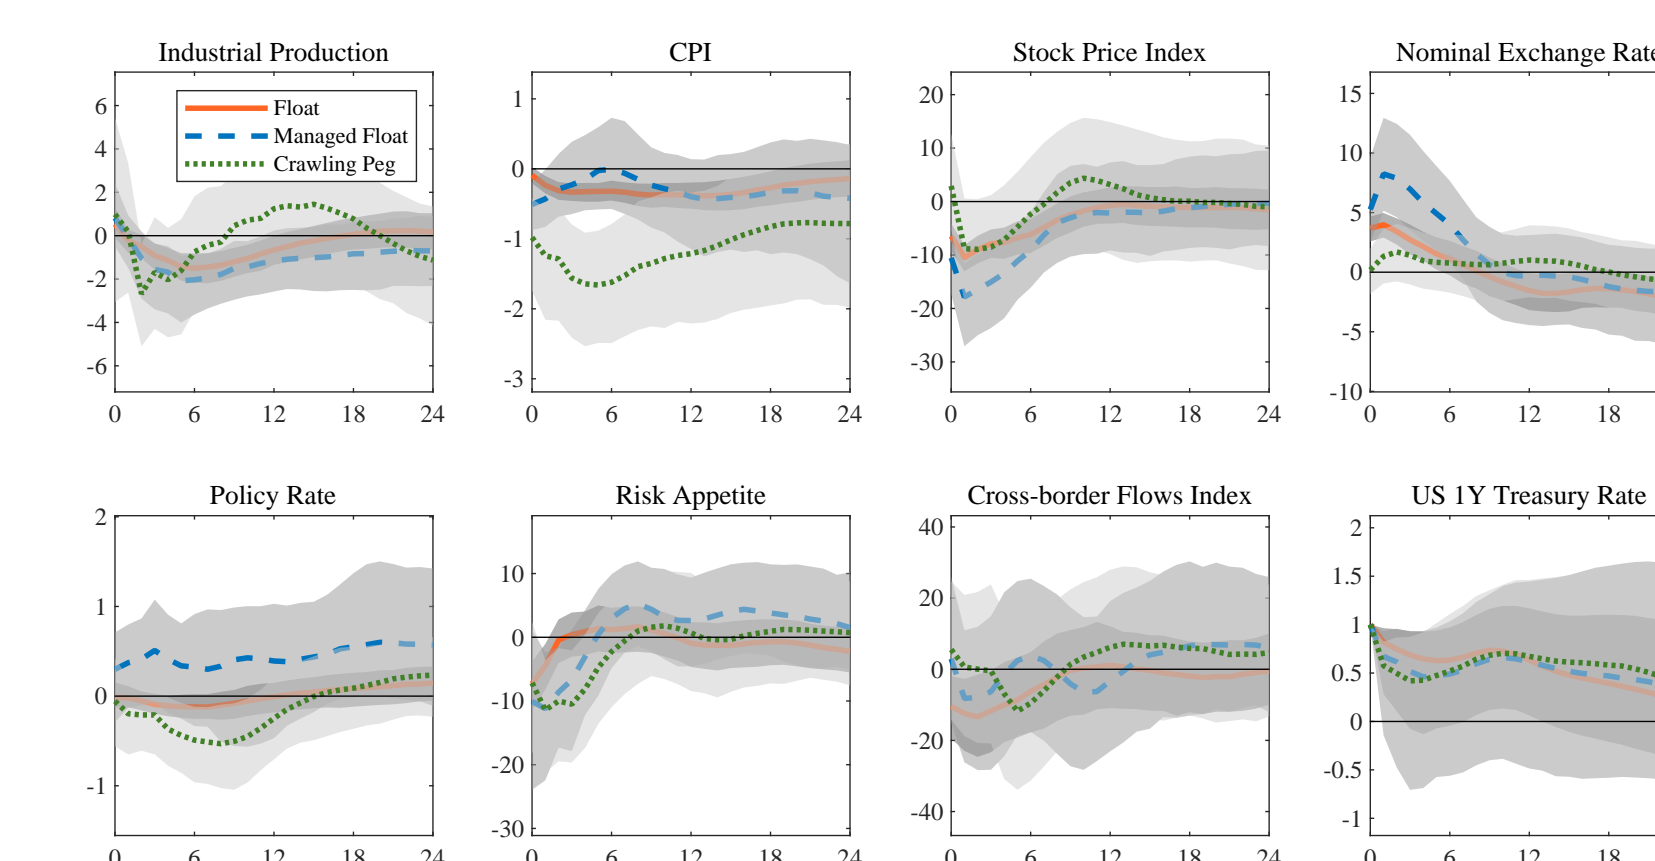 Industrial Production
CPI
Stock Price Index
Nominal Exchange Rate
6
4
2
0
-2
-4
-6
Float
Managed Float
Crawling Peg
0 6 12 18 24
1
0
-1
-2
-3
0 6 12 18 24
20
10
0
-10
-20
-30
0 6 12 18 24
15
10
5
0
-5
-10
0 6 12 18
Policy Rate
Risk Appetite
Cross-border Flows Index
US 1Y Treasury Rate
2
1
0
-1
0 6 12 18 24
10
0
-10
-20
-30
0 6 12 18 24
40
20
0
-20
-40
0 6 12 18 24
2
1.5
1
0.5
0
-0.5
-1
0 6 12 18